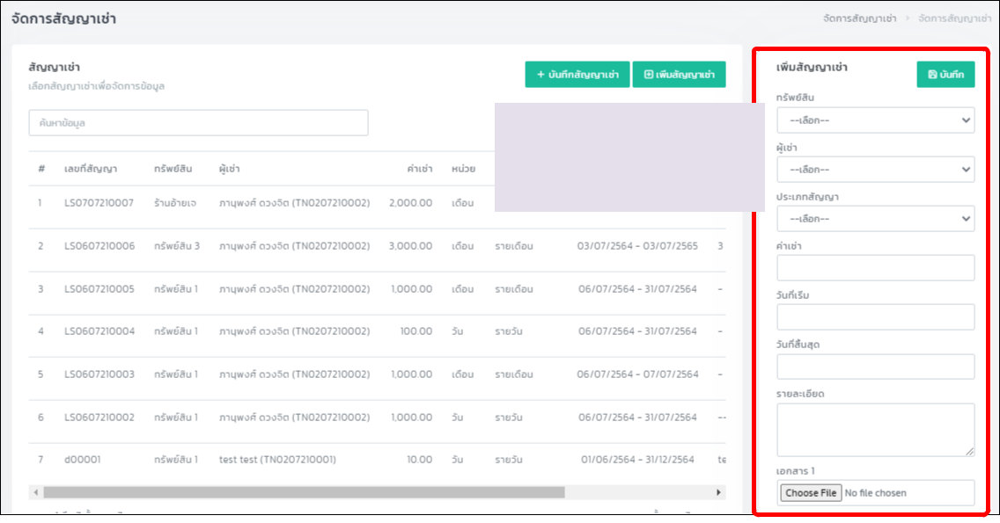 จัดการสัญญาเช่า
จัดการสัญญาเช่า > จัดการสัญญาเช่า
สัญญาเช่า
เลือกสัญญาเช่าเพื่อจัดการข้อมูล
+ บันทึกสัญญาเช่า
เพิ่มสัญญาเช่า
ค้นหาข้อมูล
# เลขที่สัญญา ทรัพย์สิน ผู้เช่า ค่าเช่า หน่วย
1 LS0707210007 ร้านอ้ายเจ ภานุพงศ์ ดวงจิต (TN0207210002) 2,000.00 เดือน
2 LS0607210006 ทรัพย์สิน 3 ภานุพงศ์ ดวงจิต (TN0207210002) 3,000.00 เดือน รายเดือน 03/07/2564 - 03/07/2565 3
3 LS0607210005 ทรัพย์สิน 1 ภานุพงศ์ ดวงจิต (TN0207210002) 1,000.00 เดือน รายเดือน 06/07/2564 - 31/07/2564 -
4 LS0607210004 ทรัพย์สิน 1 ภานุพงศ์ ดวงจิต (TN0207210002) 100.00 วัน รายวัน 06/07/2564 - 31/07/2564 -
5 LS0607210003 ทรัพย์สิน 1 ภานุพงศ์ ดวงจิต (TN0207210002) 1,000.00 เดือน รายเดือน 06/07/2564 - 07/07/2564 -
6 LS0607210002 ทรัพย์สิน 1 ภานุพงศ์ ดวงจิต (TN0207210002) 1,000.00 วัน รายวัน 06/07/2564 - 31/07/2564 --
7 d00001 ทรัพย์สิน 1 test test (TN0207210001) 10.00 วัน รายวัน 01/06/2564 - 31/12/2564 te
เพิ่มสัญญาเช่า
บันทึก
ทรัพย์สิน
--เลือก--
ผู้เช่า
--เลือก--
ประเภทสัญญา
--เลือก--
ค่าเช่า
วันที่เริ่ม
วันที่สิ้นสุด
รายละเอียด
เอกสาร 1
Choose File No file chosen